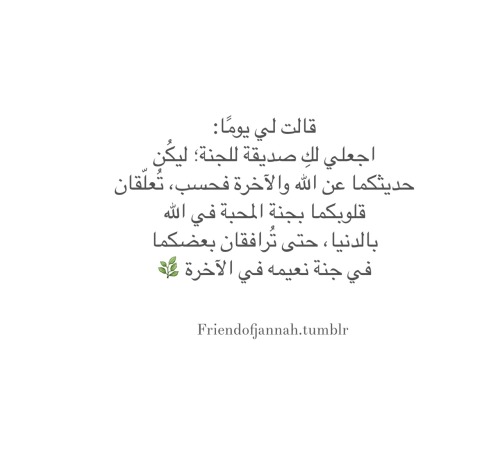 قالت لي يومًا:
اجعلي لكِ صديقة للجنة؛ ليكُن
حديثكما عن الله والآخرة فحسب، تُعلّقان
قلوبكما بجنة المحبة في الله
بالدنيا، حتى تُرافقان بعضكما
في جنة نعيمه في الآخرة 🌿
Friendofjannah.tumblr